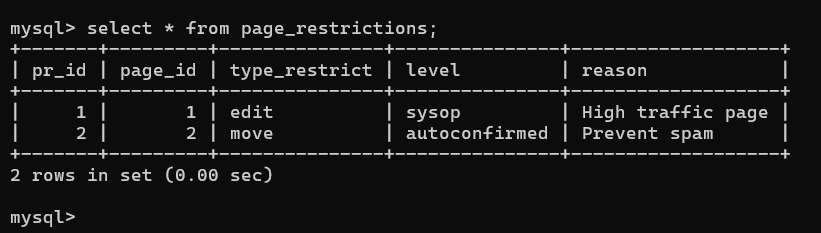 mysql> select * from page_restrictions;
+-------+---------+---------------+---------------+-------------------+
| pr_id | page_id | type_restrict | level         | reason            |
+-------+---------+---------------+---------------+-------------------+
|     1 |       1 | edit          | sysop         | High traffic page |
|     2 |       2 | move          | autoconfirmed | Prevent spam      |
+-------+---------+---------------+---------------+-------------------+
2 rows in set (0.00 sec)
mysql>